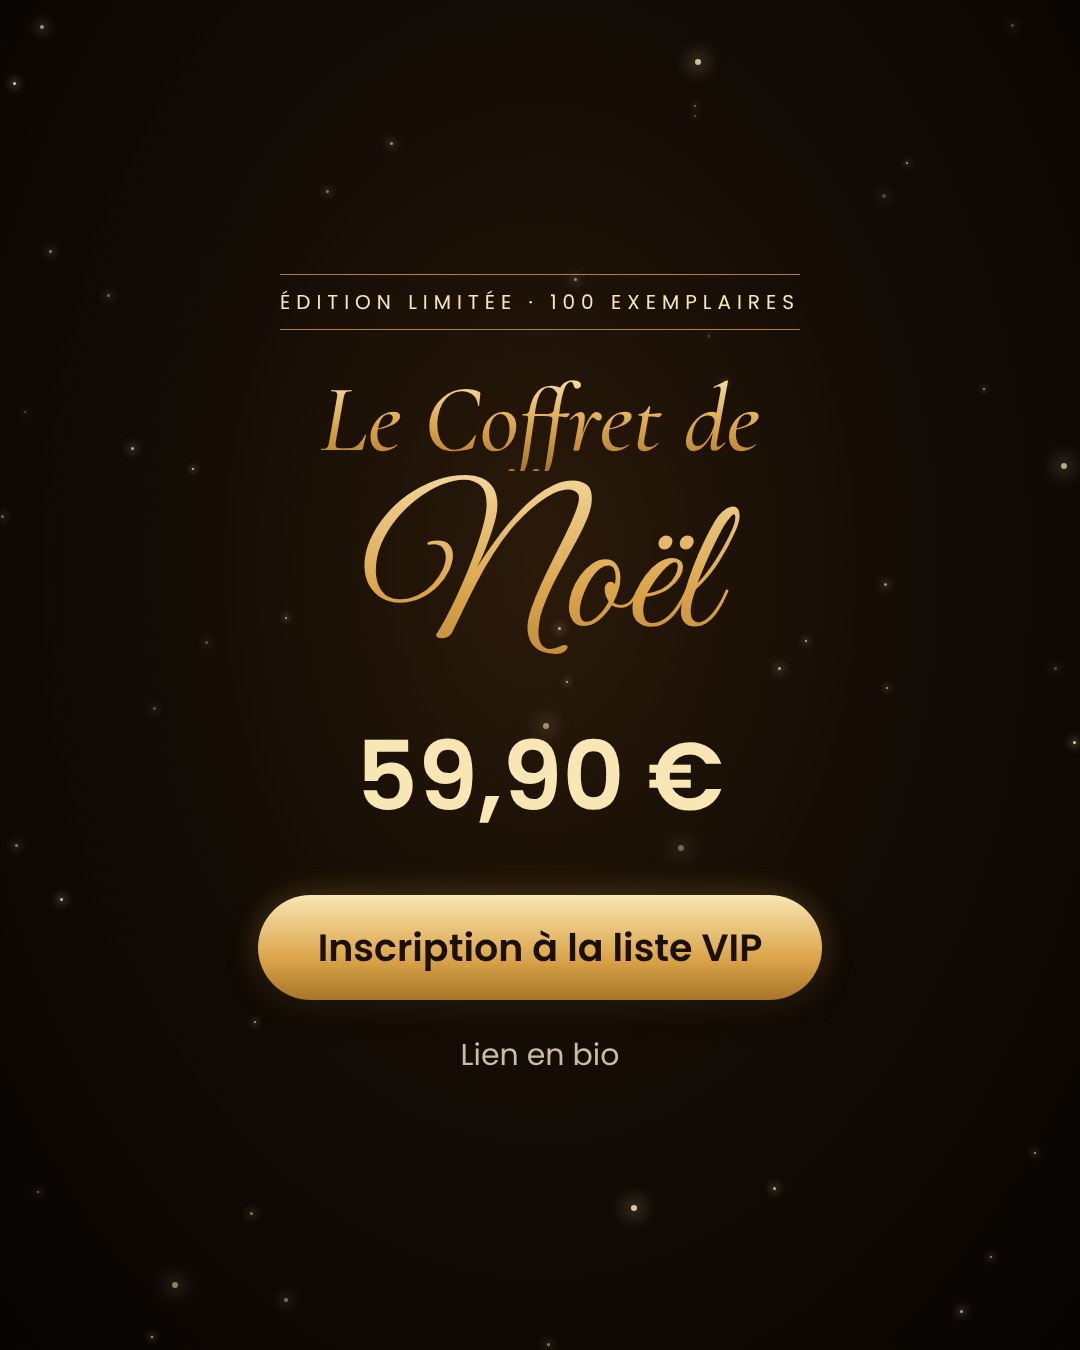 ÉDITION LIMITÉE · 100 EXEMPLAIRES
Le Coffret de
Noël
59,90 €
Inscription à la liste VIP
Lien en bio